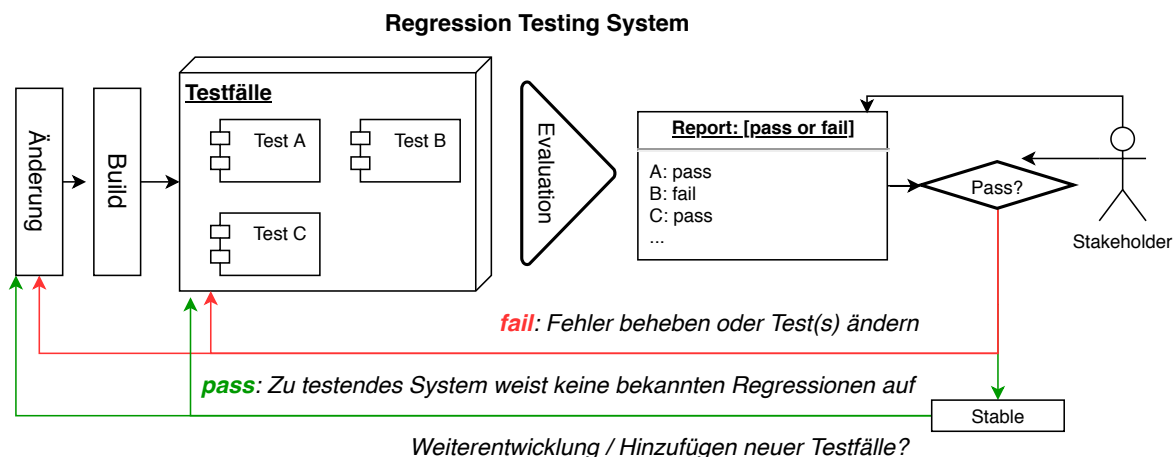 Regression Testing System
Änderung
Build
Testfälle
Test A
Test B
Test C
Evaluation
Report: [pass or fail]
A: pass
B: fail
C: pass
...
Pass?
Stakeholder
fail: Fehler beheben oder Test(s) ändern
pass: Zu testendes System weist keine bekannten Regressionen auf
Stable
Weiterentwicklung / Hinzufügen neuer Testfälle?